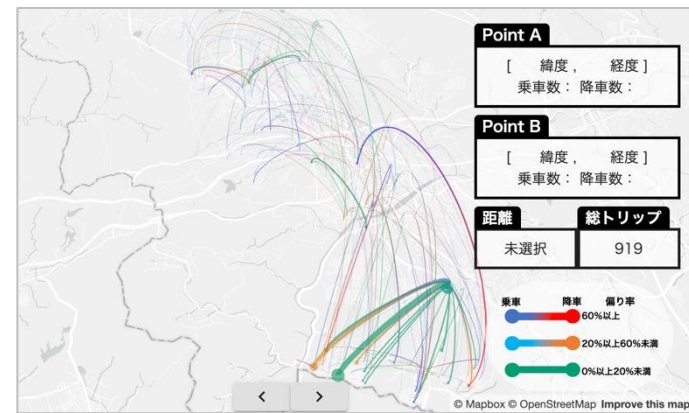 Point A
[ 緯度 , 経度 ]
乗車数： 降車数：
Point B
[ 緯度 , 経度 ]
乗車数： 降車数：
距離 総トリップ
未選択 919
乗車 降車 偏り率
60%以上
20%以上60%未満
0%以上20%未満
‹ ›
© Mapbox © OpenStreetMap Improve this map